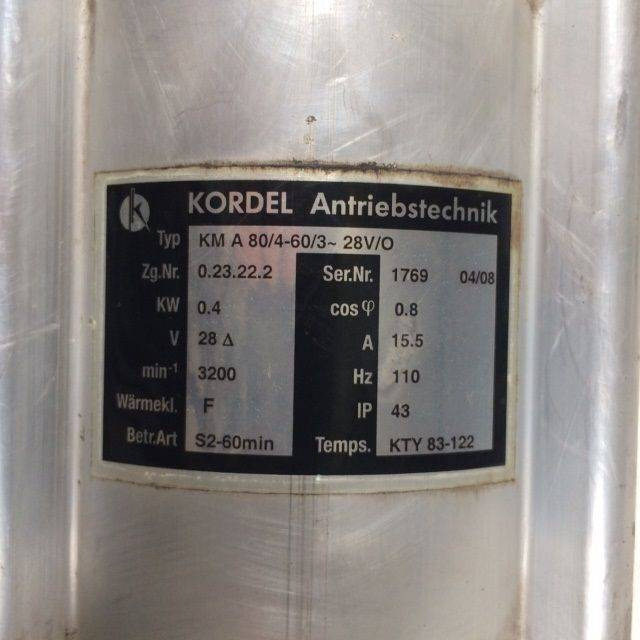 K KORDEL Antriebstechnik
Typ KM A 80/4-60/3~ 28V/O
Zg.Nr. 0.23.22.2 Ser.Nr. 1769 04/08
KW 0.4 cos φ 0.8
V 28 Δ A 15.5
min⁻¹ 3200 Hz 110
Wärmekl. F IP 43
Betr.Art S2-60min Temps. KTY 83-122